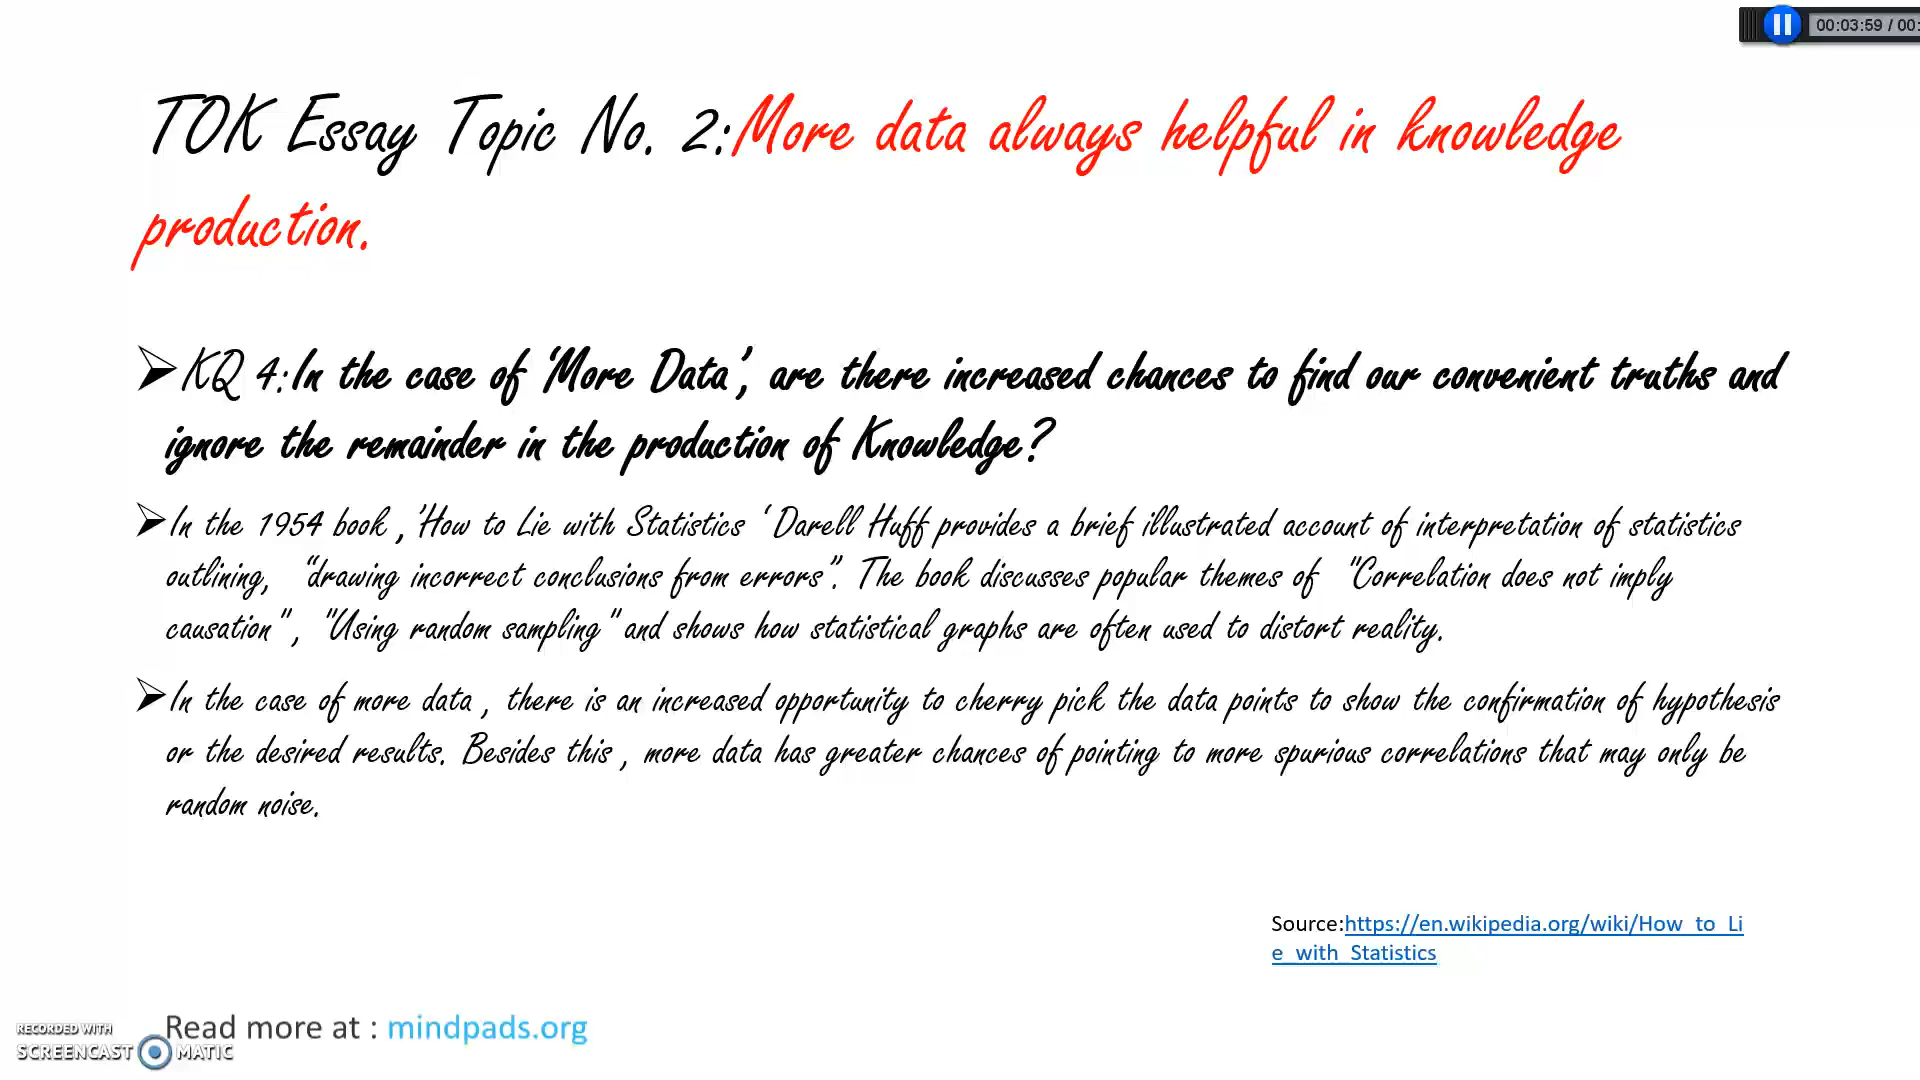 00:03:59 / 00:
TOK Essay Topic No. 2:More data always helpful in knowledge
production.
➢KQ 4:In the case of ‘More Data’, are there increased chances to find our convenient truths and
ignore the remainder in the production of Knowledge?
➢In the 1954 book ,’How to Lie with Statistics ‘ Darell Huff provides a brief illustrated account of interpretation of statistics
outlining, “drawing incorrect conclusions from errors”. The book discusses popular themes of "Correlation does not imply
causation" , "Using random sampling" and shows how statistical graphs are often used to distort reality.
➢In the case of more data , there is an increased opportunity to cherry pick the data points to show the confirmation of hypothesis
or the desired results. Besides this , more data has greater chances of pointing to more spurious correlations that may only be
random noise.
Source:https://en.wikipedia.org/wiki/How_to_Li
e_with_Statistics
Read more at : mindpads.org
RECORDED WITH
SCREENCAST MATIC